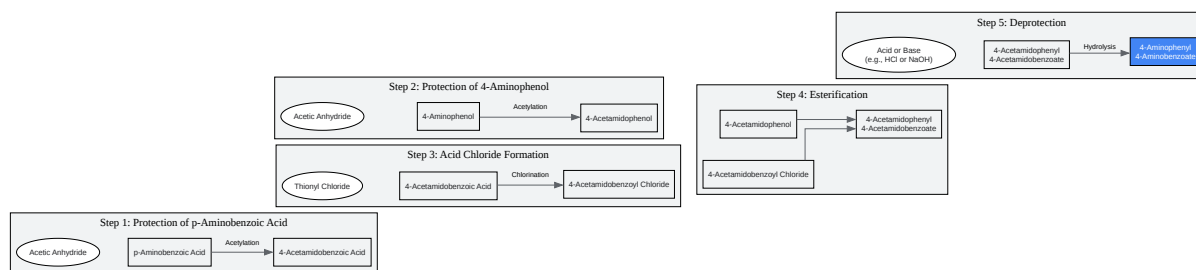 Step 5: Deprotection
Acid or Base
(e.g., HCl or NaOH)
4-Acetamidophenyl
4-Acetamidobenzoate
Hydrolysis
4-Aminophenyl
4-Aminobenzoate
Step 2: Protection of 4-Aminophenol
Acetic Anhydride
4-Aminophenol
Acetylation
4-Acetamidophenol
Step 4: Esterification
4-Acetamidophenol
4-Acetamidophenyl
4-Acetamidobenzoate
4-Acetamidobenzoyl Chloride
Step 3: Acid Chloride Formation
Thionyl Chloride
4-Acetamidobenzoic Acid
Chlorination
4-Acetamidobenzoyl Chloride
Step 1: Protection of p-Aminobenzoic Acid
Acetic Anhydride
p-Aminobenzoic Acid
Acetylation
4-Acetamidobenzoic Acid